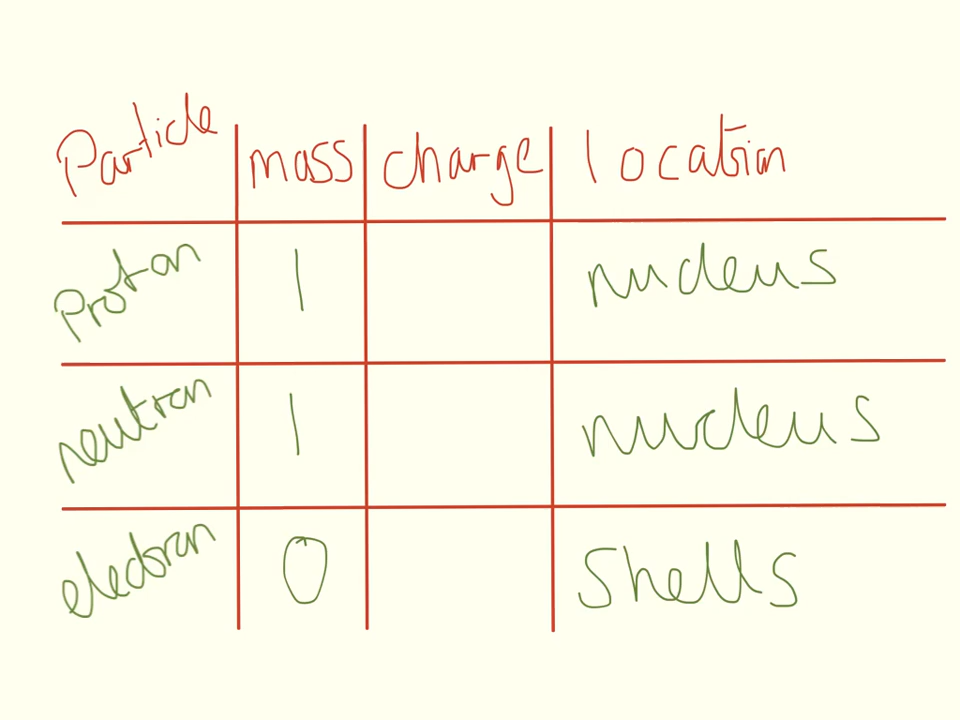 Particle mass charge location
Proton 1 nucleus
neutron 1 nucleus
electron 0 shells